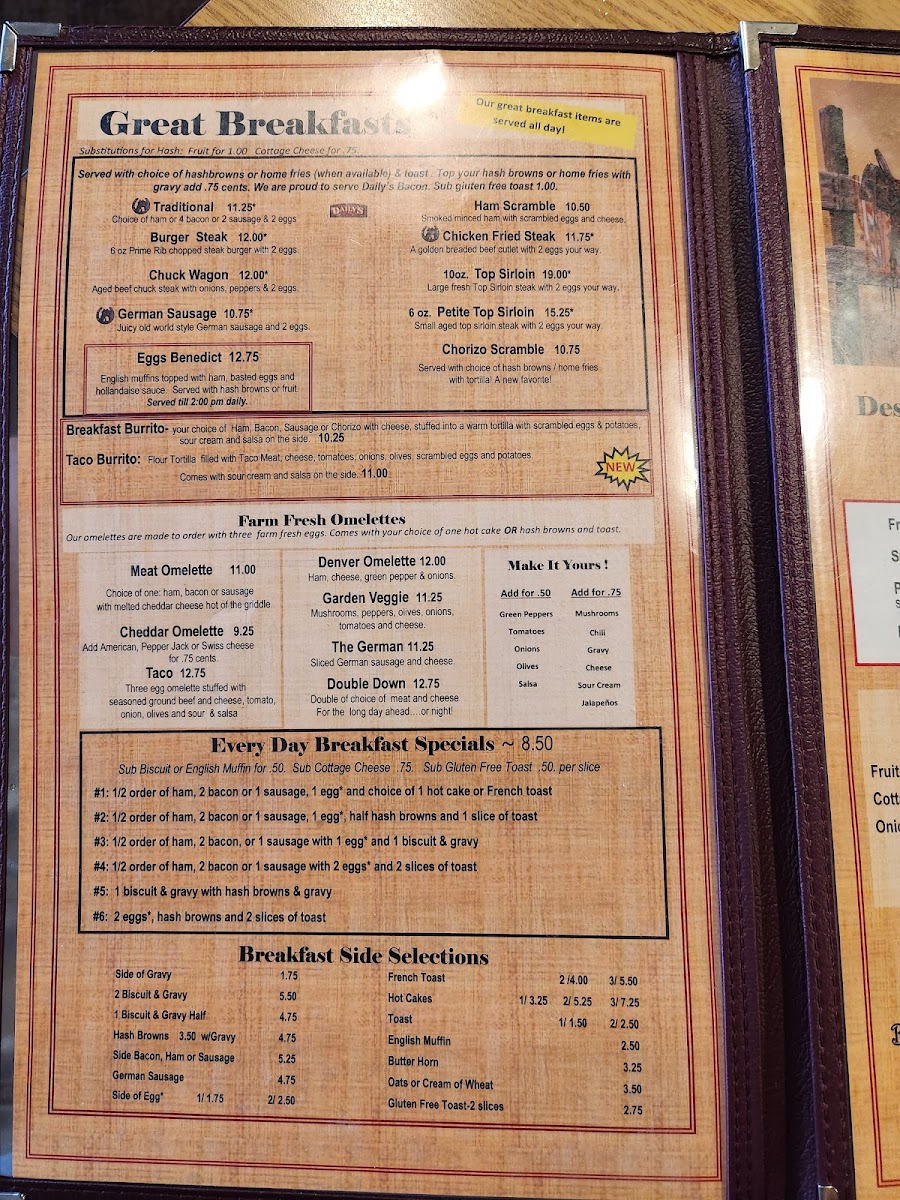 Great Breakfasts
Our great breakfast items are
served all day!
Substitutions for Hash: Fruit for 1.00 Cottage Cheese for .75.
Served with choice of hashbrowns or home fries (when available) & toast. Top your hash browns or home fries with
gravy add .75 cents. We are proud to serve Daily's Bacon. Sub gluten free toast 1.00.
Traditional 11.25*
Choice of ham or 4 bacon or 2 sausage & 2 eggs
DAILY'S
Burger Steak 12.00*
6 oz Prime Rib chopped steak burger with 2 eggs.
Chuck Wagon 12.00*
Aged beef chuck steak with onions, peppers & 2 eggs.
German Sausage 10.75*
Juicy old world style German sausage and 2 eggs.
Eggs Benedict 12.75
English muffins topped with ham, basted eggs and
hollandaise sauce. Served with hash browns or fruit.
Served till 2:00 pm daily.
Ham Scramble 10.50
Smoked minced ham with scrambled eggs and cheese.
Chicken Fried Steak 11.75*
A golden breaded beef cutlet with 2 eggs your way.
10oz. Top Sirloin 19.00*
Large fresh Top Sirloin steak with 2 eggs your way.
6 oz. Petite Top Sirloin 15.25*
Small aged top sirloin steak with 2 eggs your way.
Chorizo Scramble 10.75
Served with choice of hash browns / home fries
with tortilla! A new favorite!
Breakfast Burrito- your choice of Ham, Bacon, Sausage or Chorizo with cheese, stuffed into a warm tortilla with scrambled eggs & potatoes,
sour cream and salsa on the side. 10.25
Taco Burrito: Flour Tortilla filled with Taco Meat, cheese, tomatoes, onions, olives, scrambled eggs and potatoes.
Comes with sour cream and salsa on the side. 11.00
NEW
Farm Fresh Omelettes
Our omelettes are made to order with three farm fresh eggs. Comes with your choice of one hot cake OR hash browns and toast.
Meat Omelette 11.00
Choice of one: ham, bacon or sausage
with melted cheddar cheese hot of the griddle.
Cheddar Omelette 9.25
Add American, Pepper Jack or Swiss cheese
for .75 cents.
Taco 12.75
Three egg omelette stuffed with
seasoned ground beef and cheese, tomato,
onion, olives and sour & salsa
Denver Omelette 12.00
Ham, cheese, green pepper & onions.
Garden Veggie 11.25
Mushrooms, peppers, olives, onions,
tomatoes and cheese.
The German 11.25
Sliced German sausage and cheese.
Double Down 12.75
Double of choice of meat and cheese
For the long day ahead....or night!
Make It Yours !
Add for .50 Add for .75
Green Peppers Mushrooms
Tomatoes Chili
Onions Gravy
Olives Cheese
Salsa Sour Cream
Jalapeños
Every Day Breakfast Specials ~ 8.50
Sub Biscuit or English Muffin for .50. Sub Cottage Cheese .75. Sub Gluten Free Toast .50. per slice
#1: 1/2 order of ham, 2 bacon or 1 sausage, 1 egg* and choice of 1 hot cake or French toast
#2: 1/2 order of ham, 2 bacon or 1 sausage, 1 egg*, half hash browns and 1 slice of toast
#3: 1/2 order of ham, 2 bacon, or 1 sausage with 1 egg* and 1 biscuit & gravy
#4: 1/2 order of ham, 2 bacon or 1 sausage with 2 eggs* and 2 slices of toast
#5: 1 biscuit & gravy with hash browns & gravy
#6: 2 eggs*, hash browns and 2 slices of toast
Breakfast Side Selections
Side of Gravy 1.75
2 Biscuit & Gravy 5.50
1 Biscuit & Gravy Half 4.75
Hash Browns 3.50 w/Gravy 4.75
Side Bacon, Ham or Sausage 5.25
German Sausage 4.75
Side of Egg* 1/ 1.75 2/ 2.50
French Toast 2 /4.00 3/ 5.50
Hot Cakes 1/ 3.25 2/ 5.25 3/ 7.25
Toast 1/ 1.50 2/ 2.50
English Muffin 2.50
Butter Horn 3.25
Oats or Cream of Wheat 3.50
Gluten Free Toast-2 slices 2.75
Des
Fr
Fruit
Cott
Onio